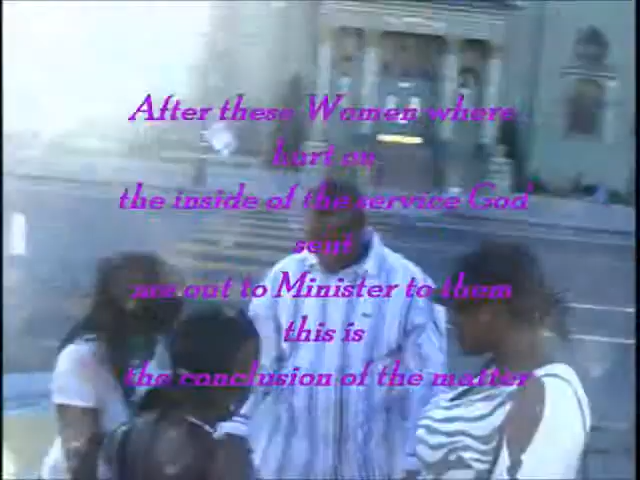 After these Women where
hurt on
the inside of the service God
sent
me out to Minister to them
this is
the conclusion of the matter